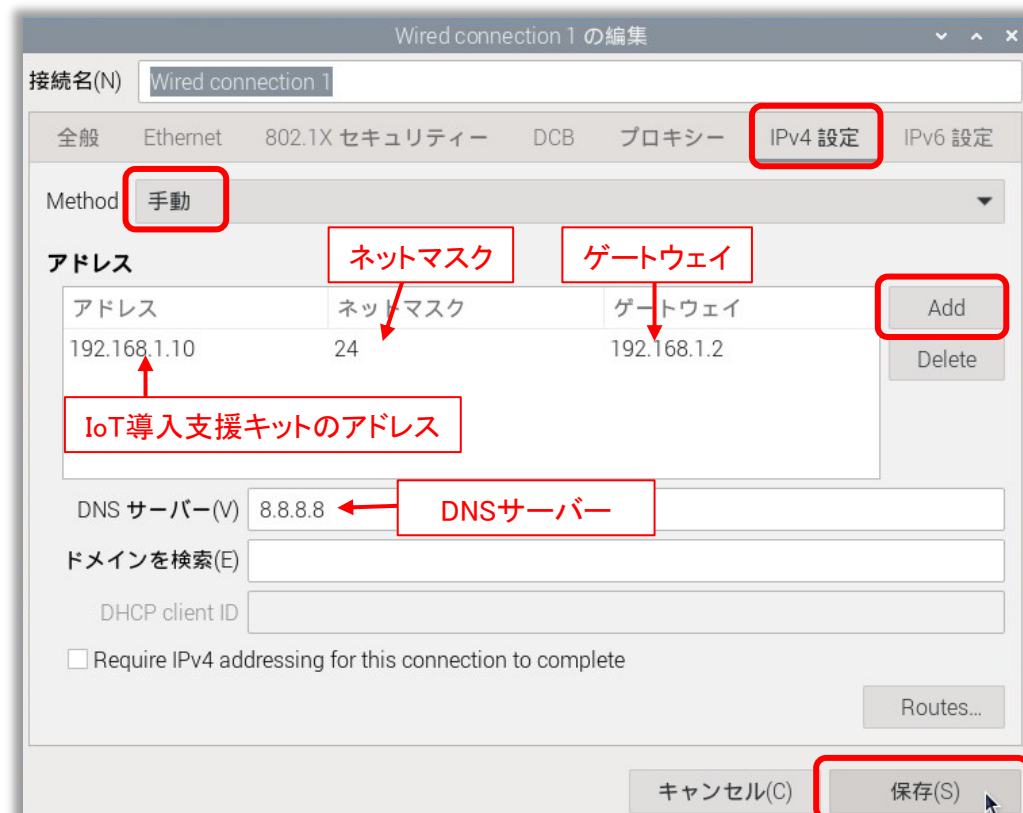 Wired connection 1 の編集
接続名(N) Wired connection 1
全般 Ethernet 802.1X セキュリティー DCB プロキシー IPv4 設定 IPv6 設定
Method 手動
ネットマスク ゲートウェイ
アドレス
アドレス ネットマスク ゲートウェイ Add
192.168.1.10 24 192.168.1.2 Delete
IoT導入支援キットのアドレス
DNS サーバー(V) 8.8.8.8 DNSサーバー
ドメインを検索(E)
DHCP client ID
Require IPv4 addressing for this connection to complete
Routes...
キャンセル(C) 保存(S)